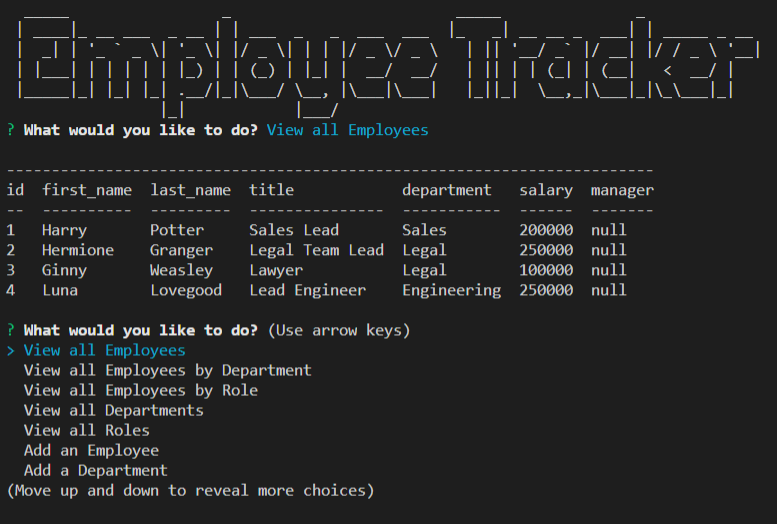 Employee Tracker
? What would you like to do? View all Employees
-----------------------------------------------------------------------
id  first_name  last_name  title            department   salary  manager
--  ----------  ---------  ---------------  -----------  ------  -------
1   Harry       Potter     Sales Lead       Sales        200000  null
2   Hermione    Granger    Legal Team Lead  Legal        250000  null
3   Ginny       Weasley    Lawyer           Legal        100000  null
4   Luna        Lovegood   Lead Engineer    Engineering  250000  null
? What would you like to do? (Use arrow keys)
> View all Employees
  View all Employees by Department
  View all Employees by Role
  View all Departments
  View all Roles
  Add an Employee
  Add a Department
(Move up and down to reveal more choices)